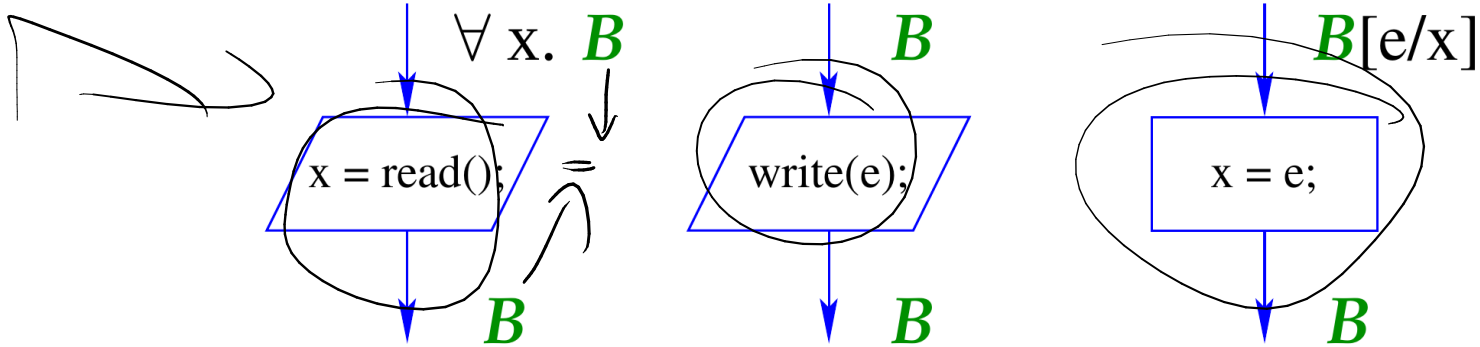 ∀ x. B
B
B[e/x]
=
x = read();
write(e);
x = e;
B
B
B